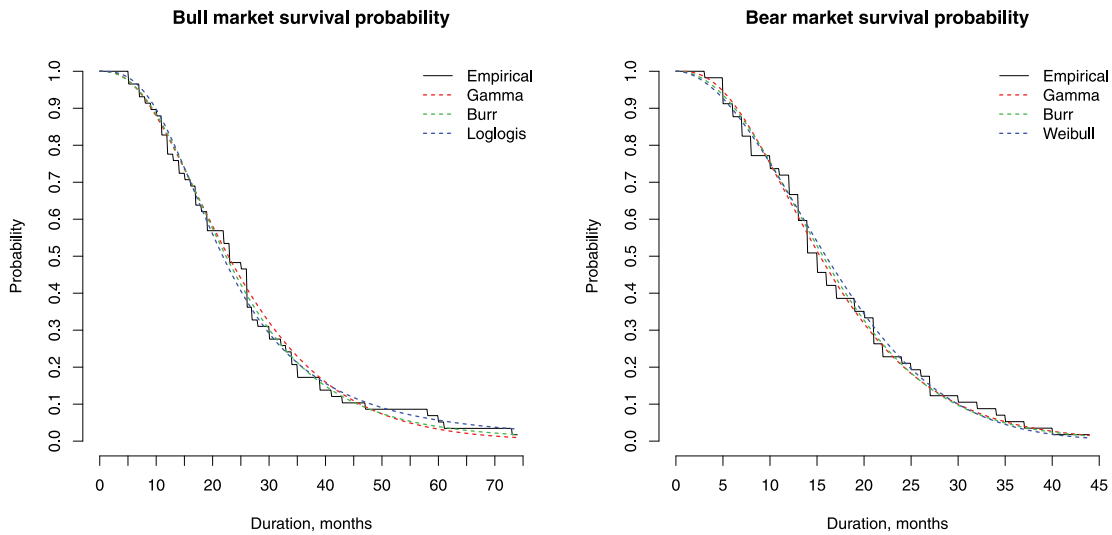 Bull market survival probability
Probability
1.0
0.9
0.8
0.7
0.6
0.5
0.4
0.3
0.2
0.1
0.0
Empirical
Gamma
Burr
Loglogis
0 10 20 30 40 50 60 70
Duration, months
Bear market survival probability
Probability
1.0
0.9
0.8
0.7
0.6
0.5
0.4
0.3
0.2
0.1
0.0
Empirical
Gamma
Burr
Weibull
0 5 10 15 20 25 30 35 40 45
Duration, months